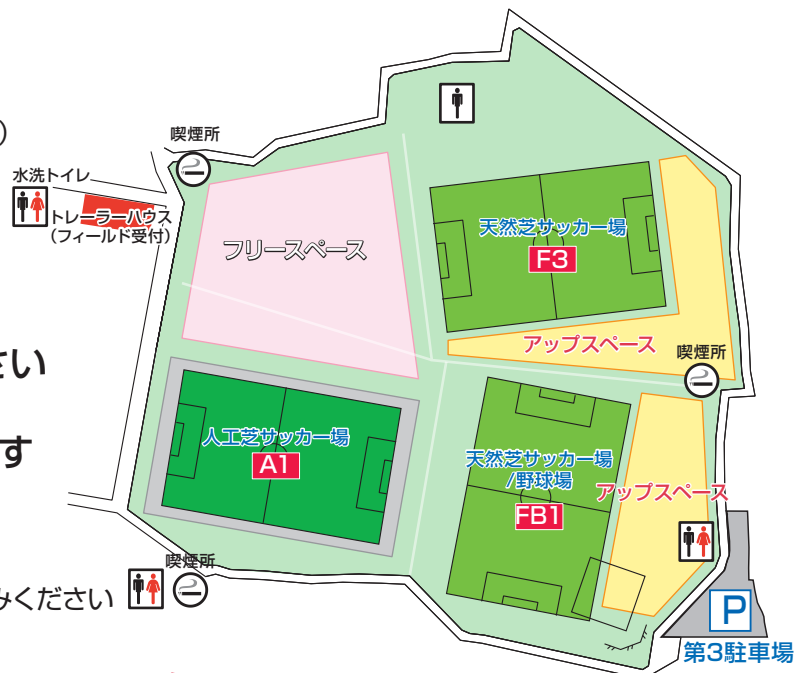 ）
喫煙所
水洗トイレ
トレーラーハウス
（フィールド受付）
フリースペース
天然芝サッカー場
F3
アップスペース
喫煙所
さい
す
人工芝サッカー場
A1
天然芝サッカー場
/野球場
FB1
アップスペース
喫煙所
みください
P
第3駐車場